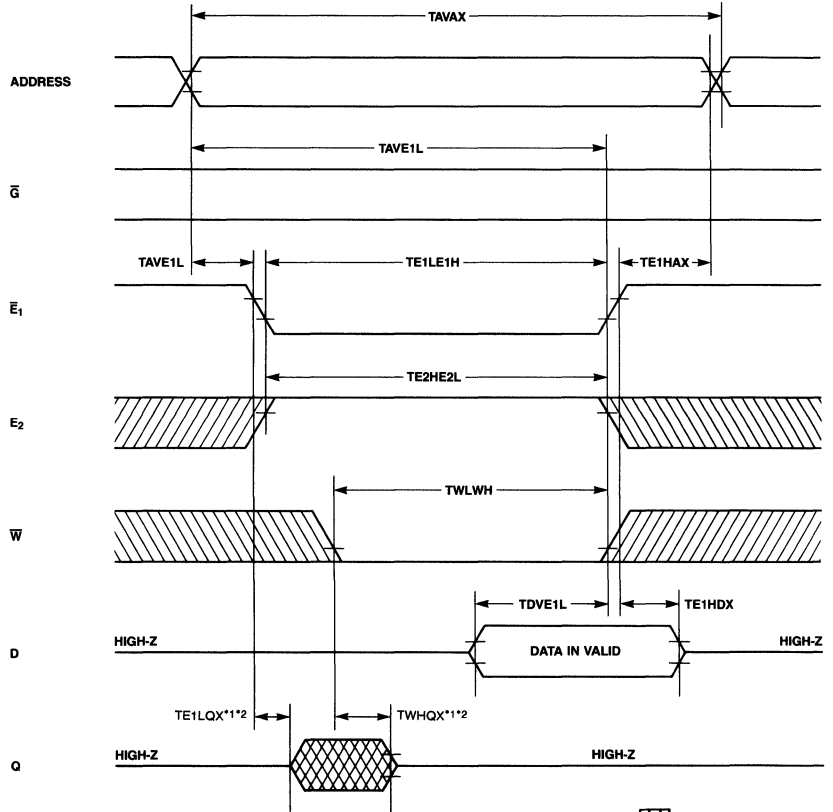 TAVAX
ADDRESS
TAVE1L
G̅
TAVE1L TE1LE1H TE1HAX
E̅₁
TE2HE2L
E₂
TWLWH
W̅
TDVE1L TE1HDX
HIGH-Z DATA IN VALID HIGH-Z
D
TE1LQX*1*2 TWHQX*1*2
HIGH-Z HIGH-Z
Q